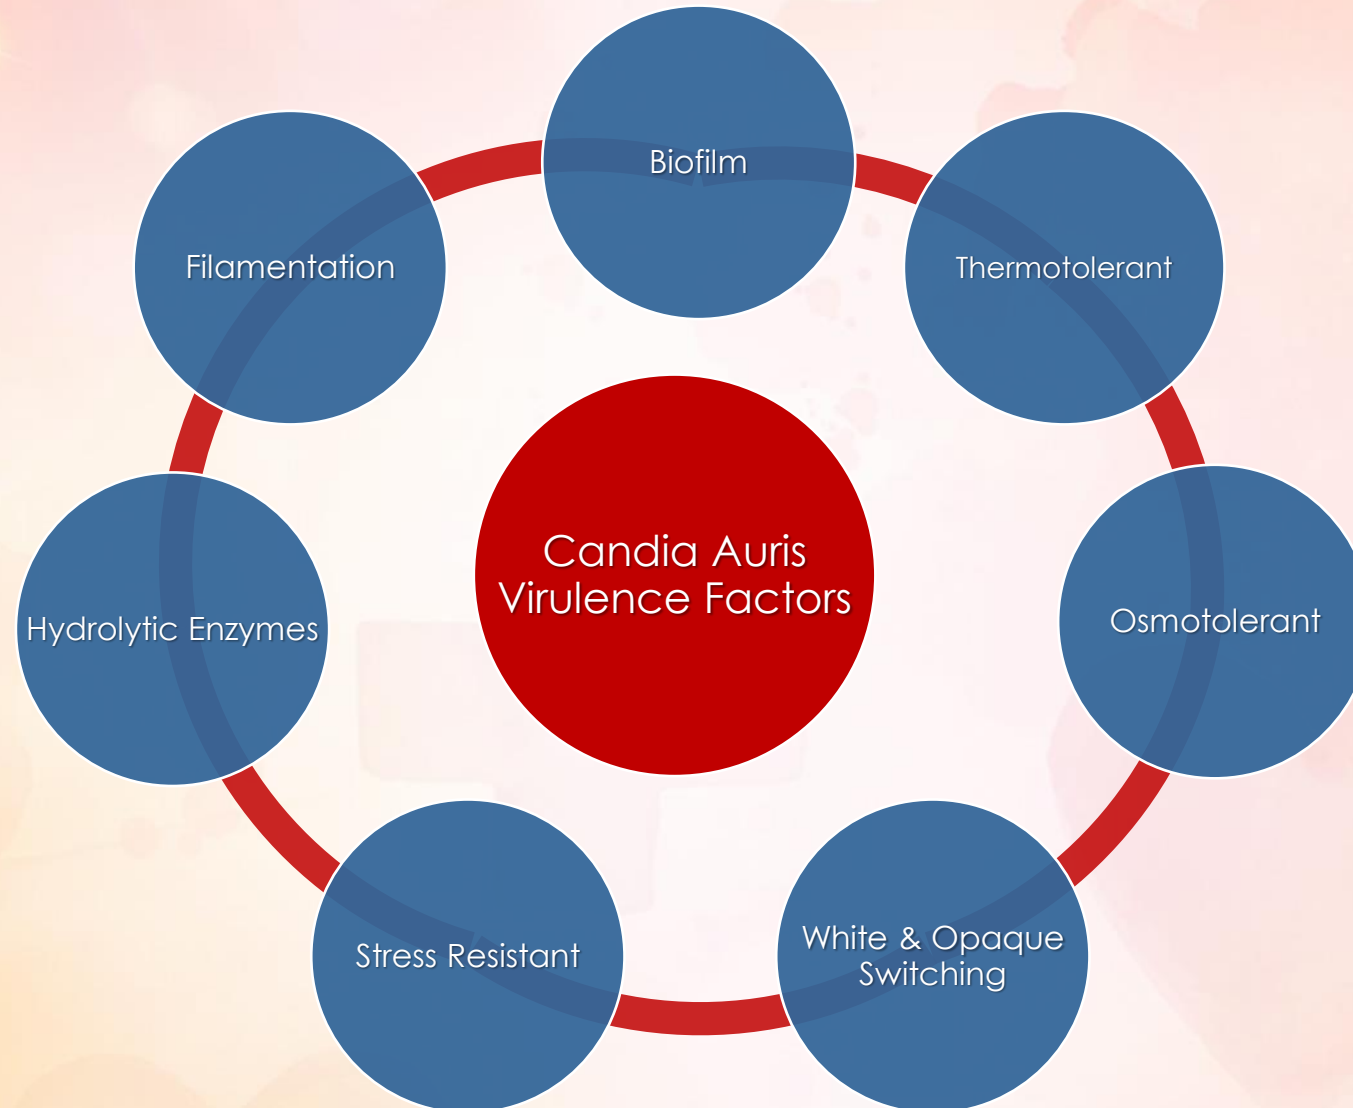 Biofilm
Thermotolerant
Osmotolerant
White & Opaque
Switching
Stress Resistant
Hydrolytic Enzymes
Filamentation
Candia Auris
Virulence Factors